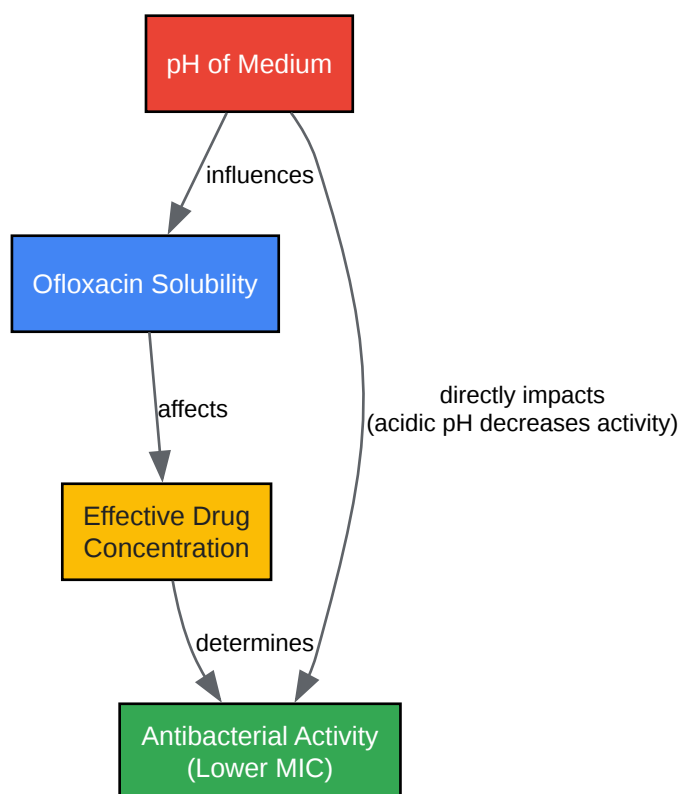 pH of Medium
influences
Ofloxacin Solubility
directly impacts
(acidic pH decreases activity)
affects
Effective Drug
Concentration
determines
Antibacterial Activity
(Lower MIC)